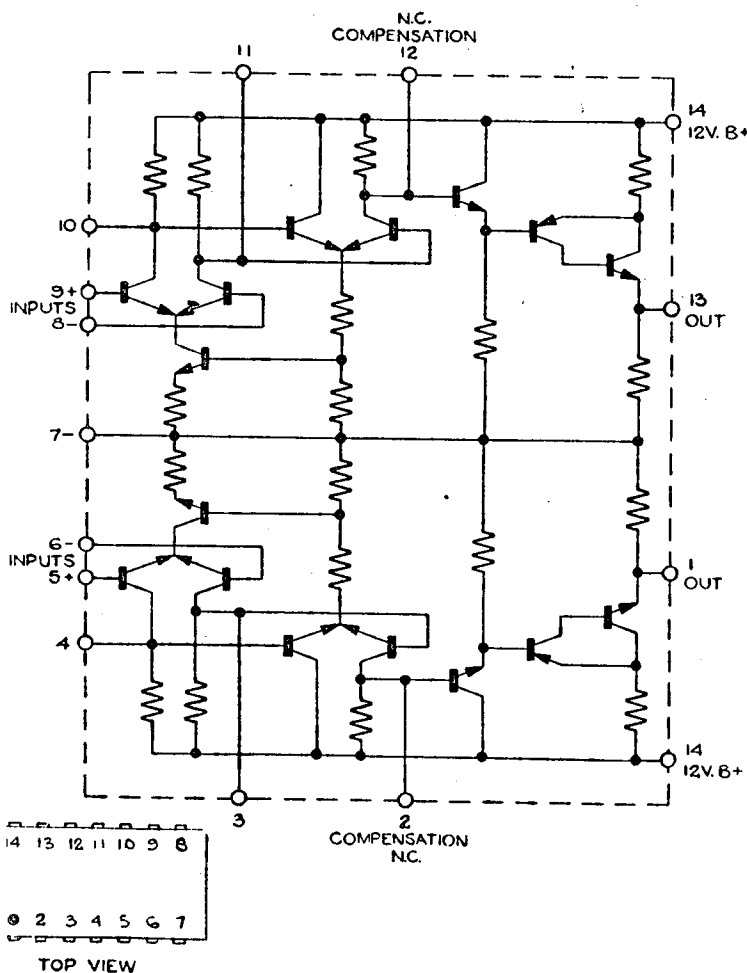 N.C.
COMPENSATION
11
12
14
12V. B+
10
9+
INPUTS
8-
13
OUT
7-
6-
INPUTS
5+
1
OUT
4
14
12V. B+
3
2
COMPENSATION
N.C.
14 13 12 11 10 9 8
2 3 4 5 6 7
TOP VIEW